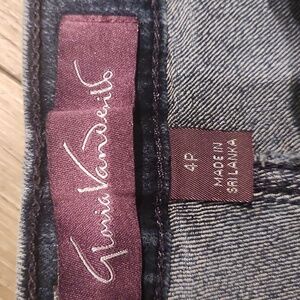 Gloria Vanderbilt
4P
MADE IN
SRI LANKA